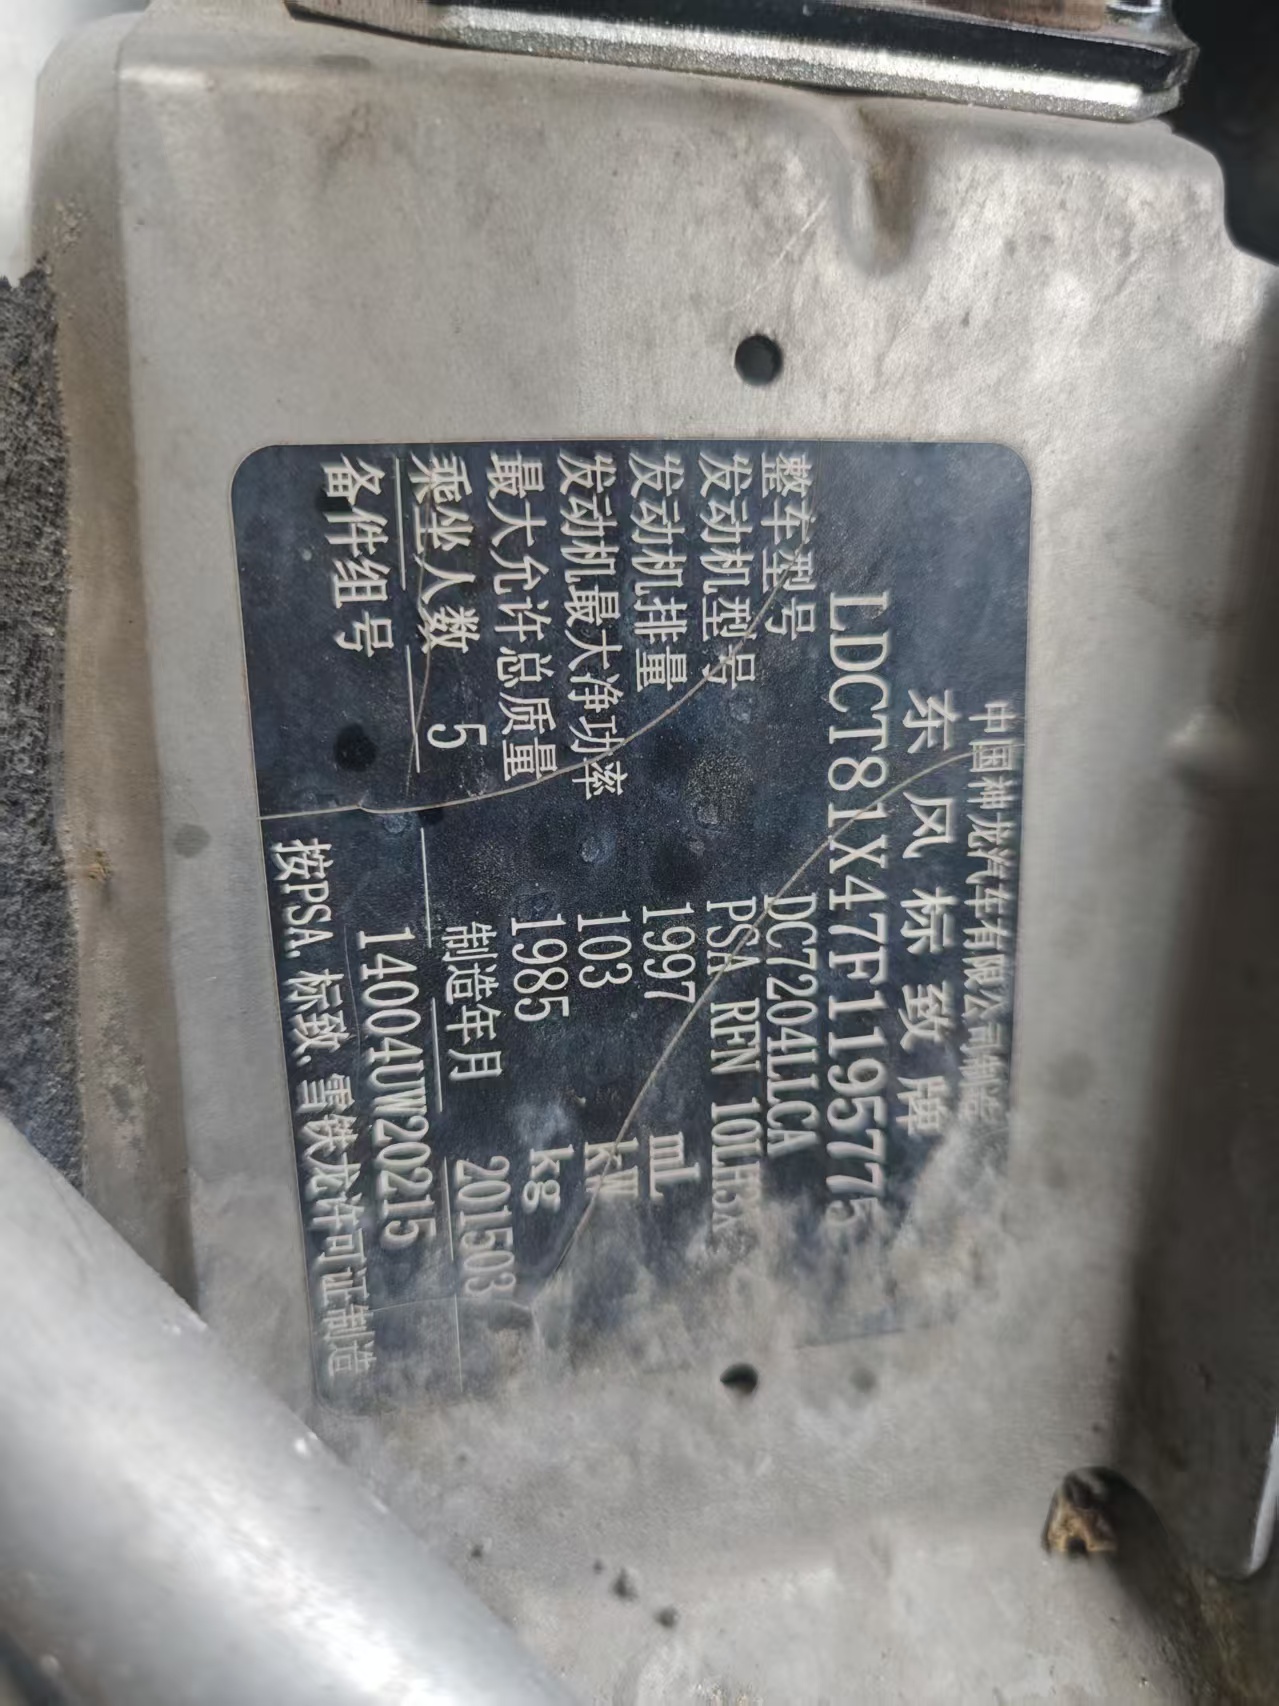 中国神龙汽车有限公司制造
东风标致牌
LDCT81X47F1195775
整车型号 DC7204L1CA
发动机型号 PSA RFN 10LH3X
发动机排量 1997 mL
发动机最大净功率 103 kW
最大允许总质量 1985 kg
乘坐人数 5 制造年月 201503
备件组号 14004UW20215
按PSA.标致.雪铁龙许可证制造